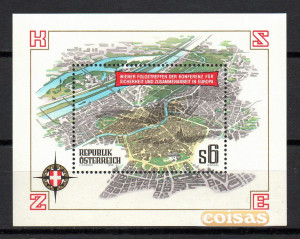 K S
WIENER FOLGETREFFEN DER KONFERENZ FÜR
SICHERHEIT UND ZUSAMMENARBEIT IN EUROPA
REPUBLIK
ÖSTERREICH
S6
Z E
coisas